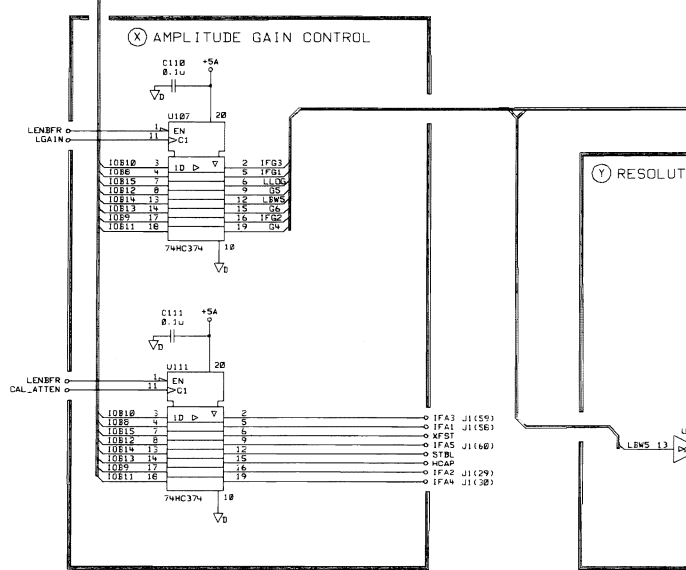 X AMPLITUDE GAIN CONTROL
C110 +5A
0.1u
D
U107 20
LENBFR 1 EN
LGAIN 11 C1
IOB10 3 1D 2 IFG3
IOB8 4 5 IFG1
IOB15 7 6 LLOG
IOB12 8 9 G5
IOB14 13 12 LBW5
IOB13 14 15 G6
IOB9 17 16 IFG2
IOB11 18 19 G4
74HC374 10
D
Y RESOLUT
C111 +5A
0.1u
D
U111 20
LENBFR 1 EN
CAL_ATTEN 11 C1
IOB10 3 1D 2 IFA3 J1(59)
IOB8 4 5 IFA1 J1(58)
IOB15 7 6 XFST
IOB12 8 9 IFA5 J1(60)
IOB14 13 12 STBL
IOB13 14 15 HCAP
IOB9 17 16 IFA2 J1(29)
IOB11 18 19 IFA4 J1(30)
74HC374 10
D
U
LBW5 13